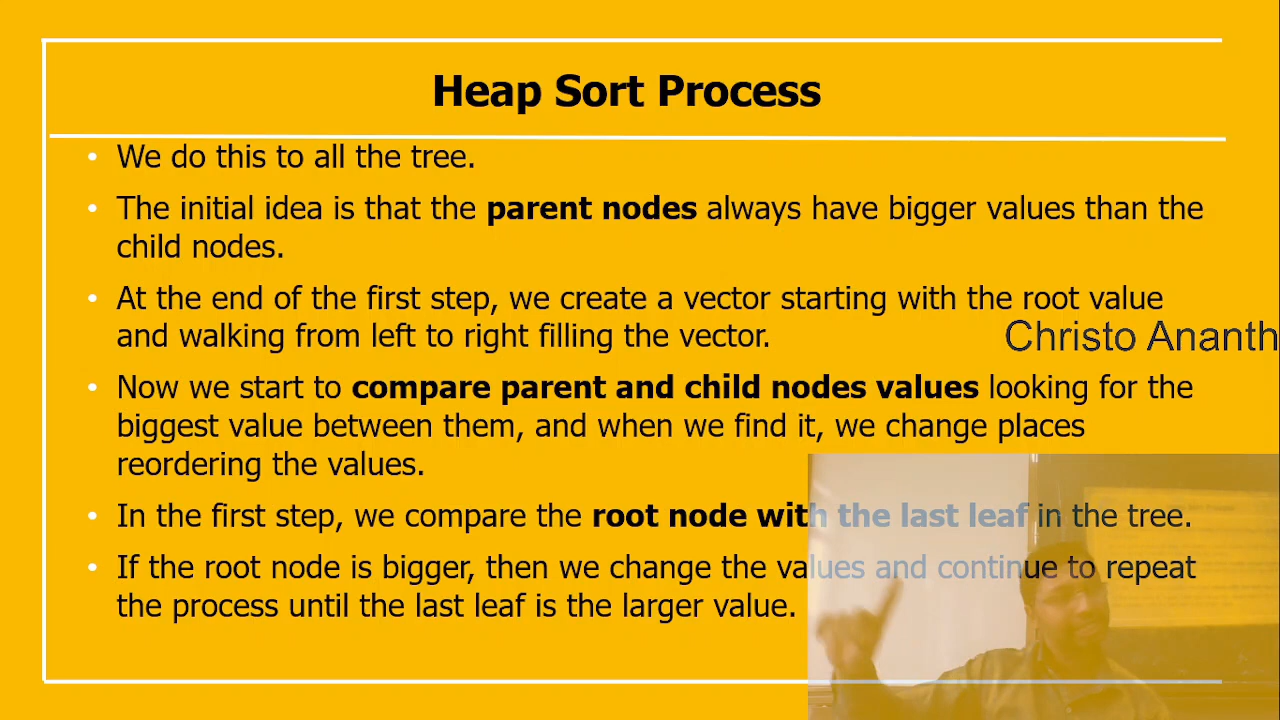 Heap Sort Process
• We do this to all the tree.
• The initial idea is that the parent nodes always have bigger values than the
child nodes.
• At the end of the first step, we create a vector starting with the root value
and walking from left to right filling the vector.
Christo Ananth
• Now we start to compare parent and child nodes values looking for the
biggest value between them, and when we find it, we change places
reordering the values.
• In the first step, we compare the root node with the last leaf in the tree.
• If the root node is bigger, then we change the values and continue to repeat
the process until the last leaf is the larger value.